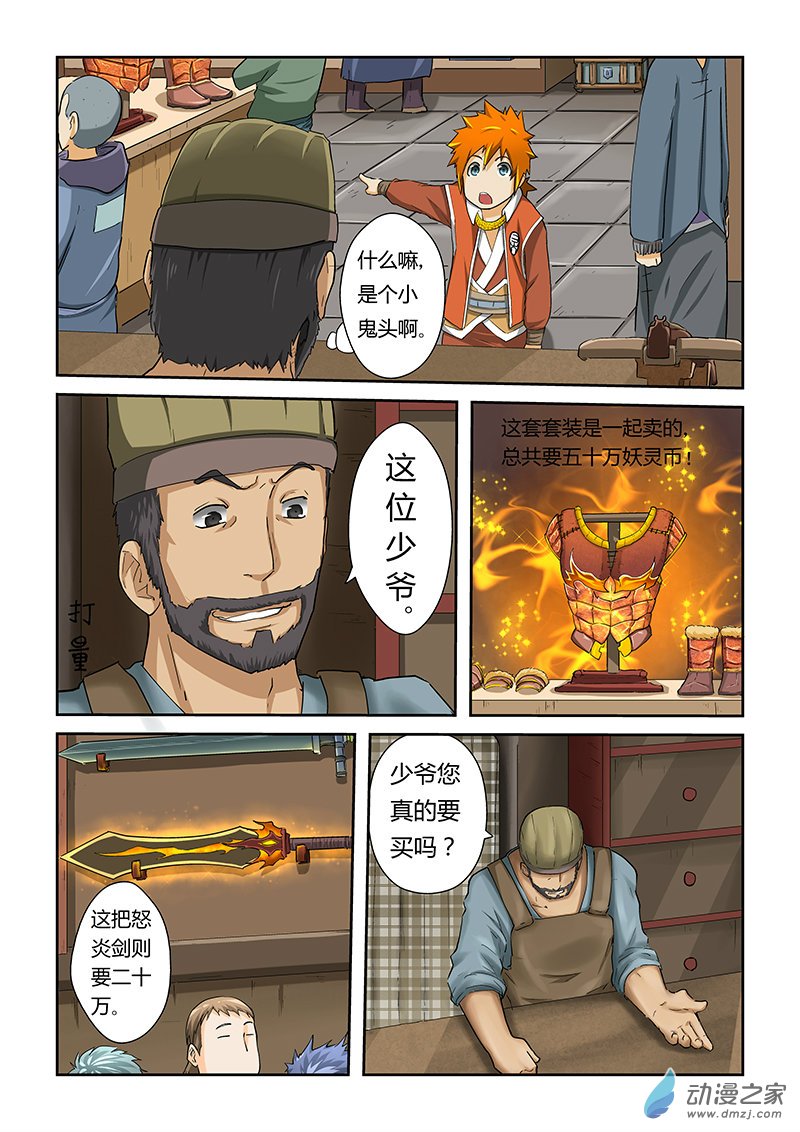 什么嘛，
是个小
鬼头啊。
这位少爷。
打量
这套套装是一起卖的，
总共要五十万妖灵币！
这把怒
炎剑则
要二十
万。
少爷您
真的要
买吗？
动漫之家
www.dmzj.com